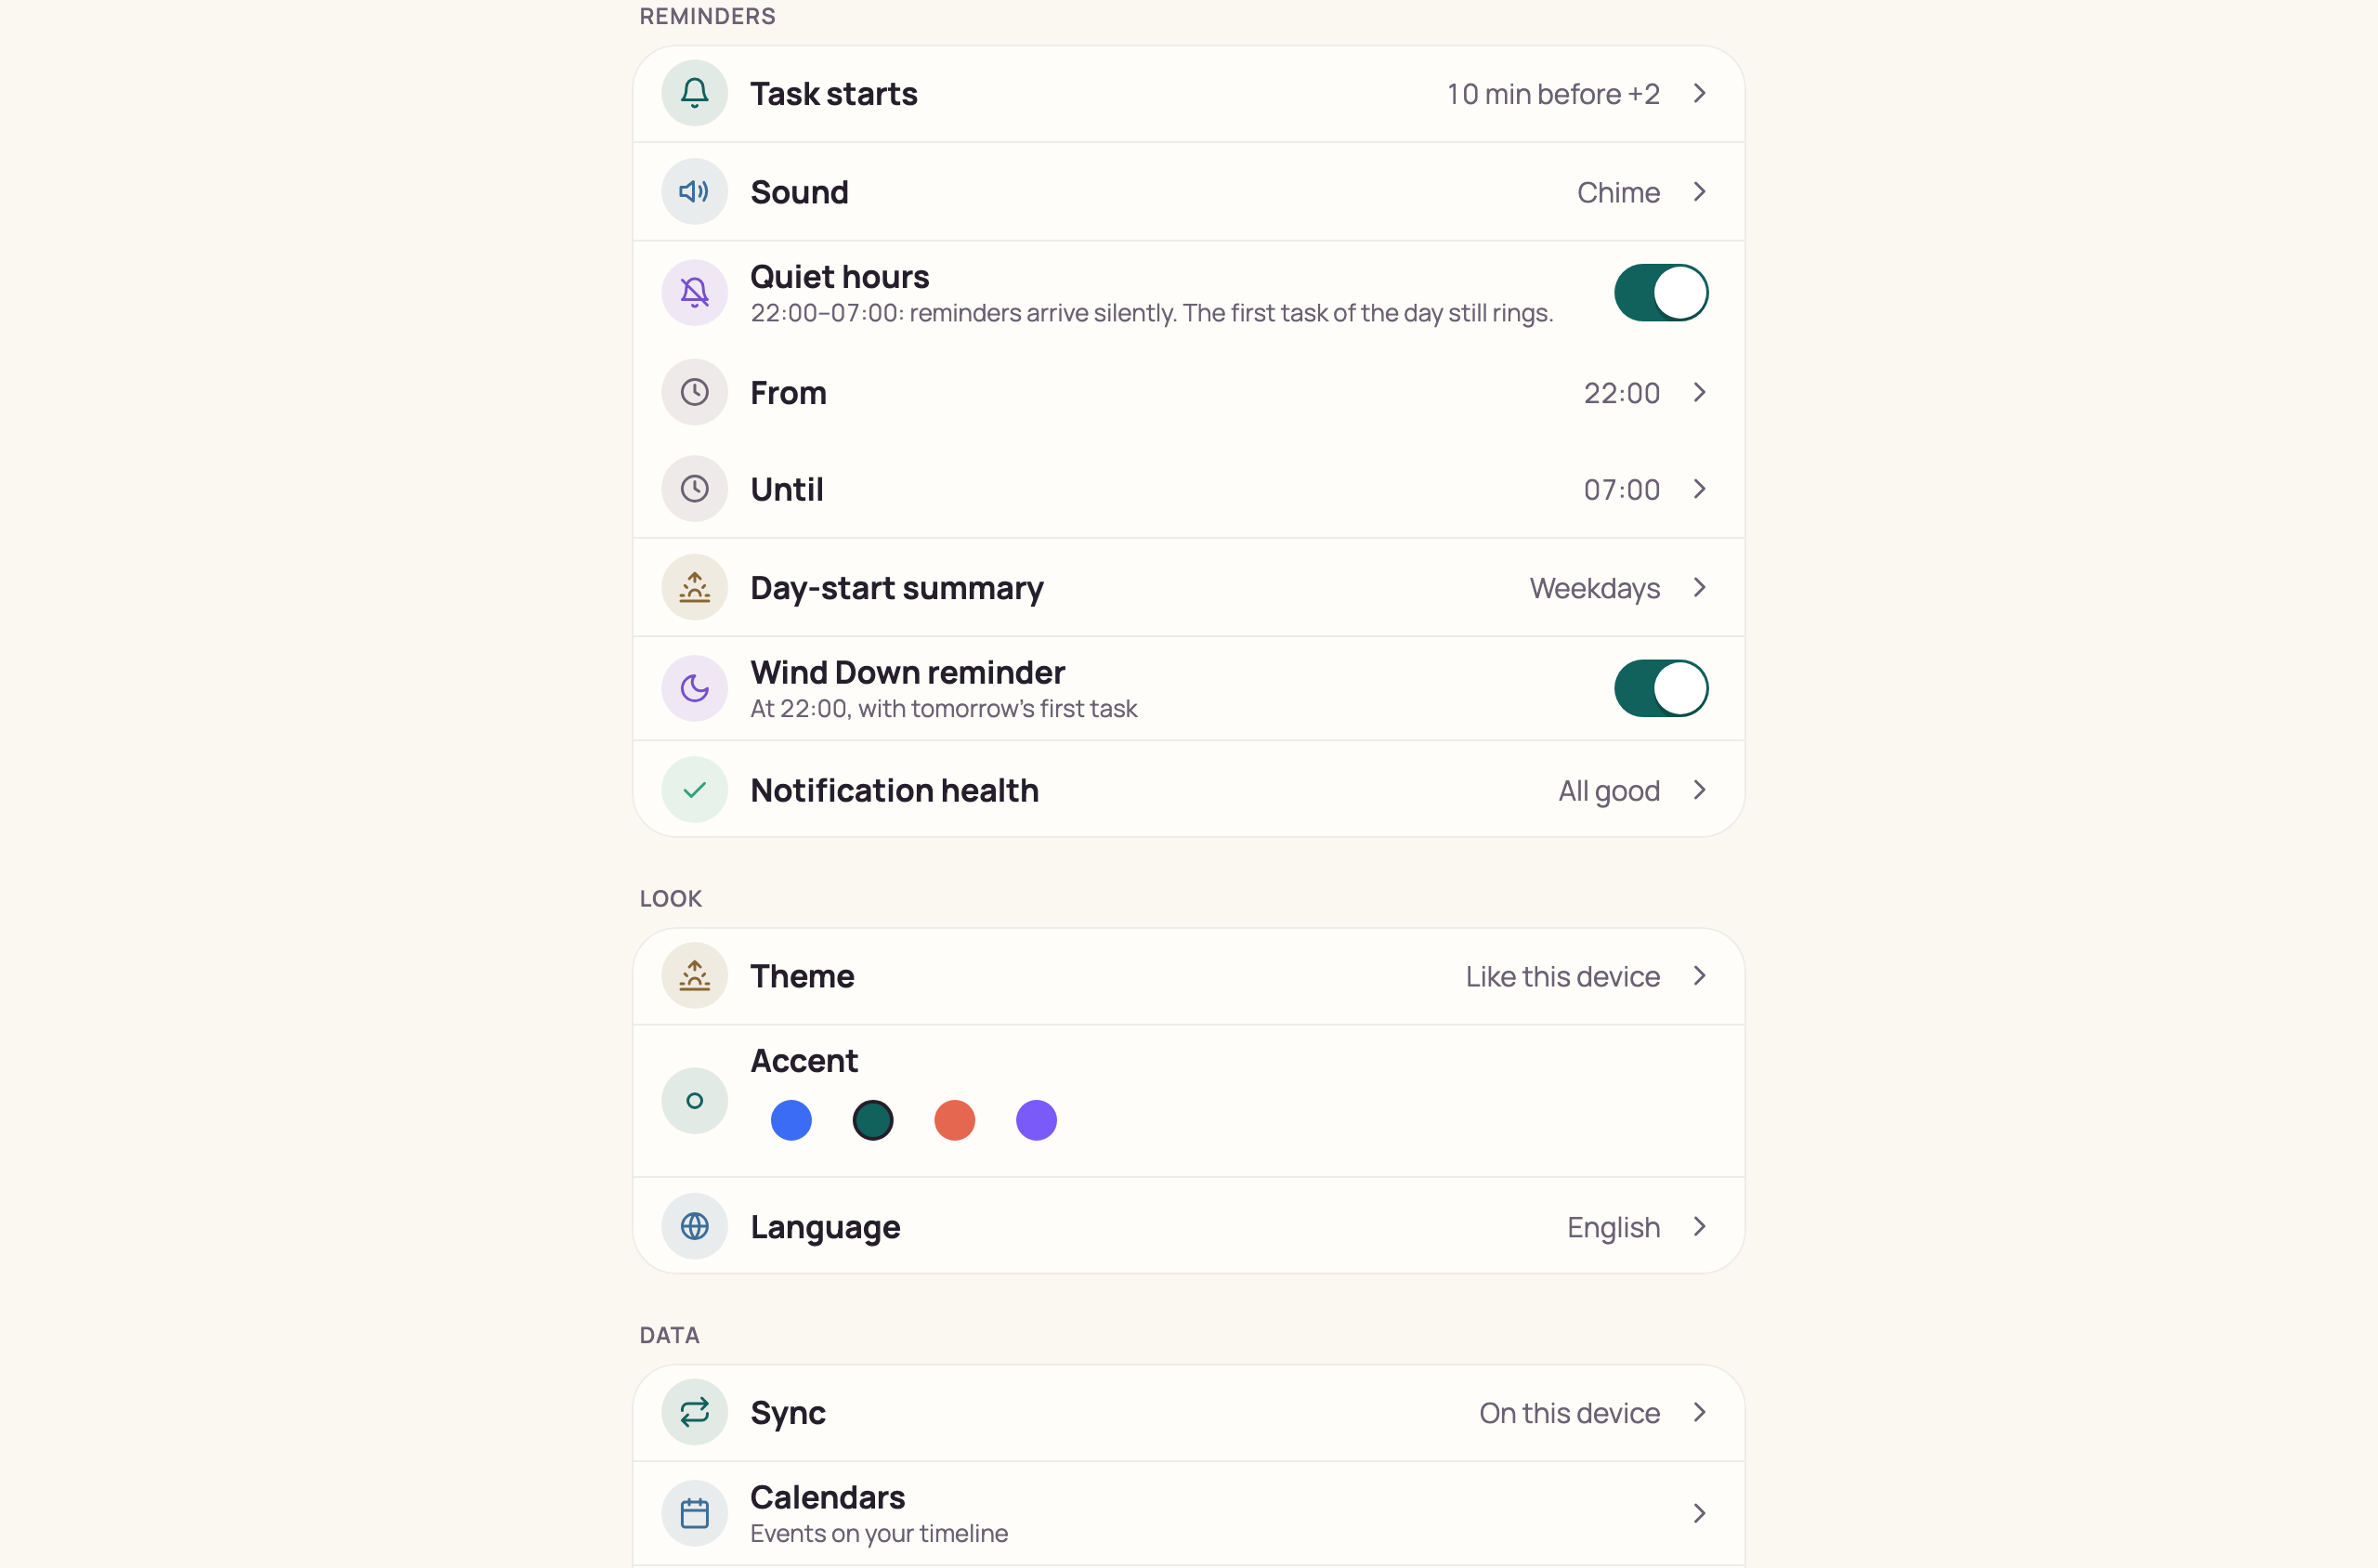 REMINDERS
Task starts
10 min before +2
Sound
Chime
Quiet hours
22:00–07:00: reminders arrive silently. The first task of the day still rings.
From
22:00
Until
07:00
Day-start summary
Weekdays
Wind Down reminder
At 22:00, with tomorrow’s first task
Notification health
All good
LOOK
Theme
Like this device
Accent
Language
English
DATA
Sync
On this device
Calendars
Events on your timeline